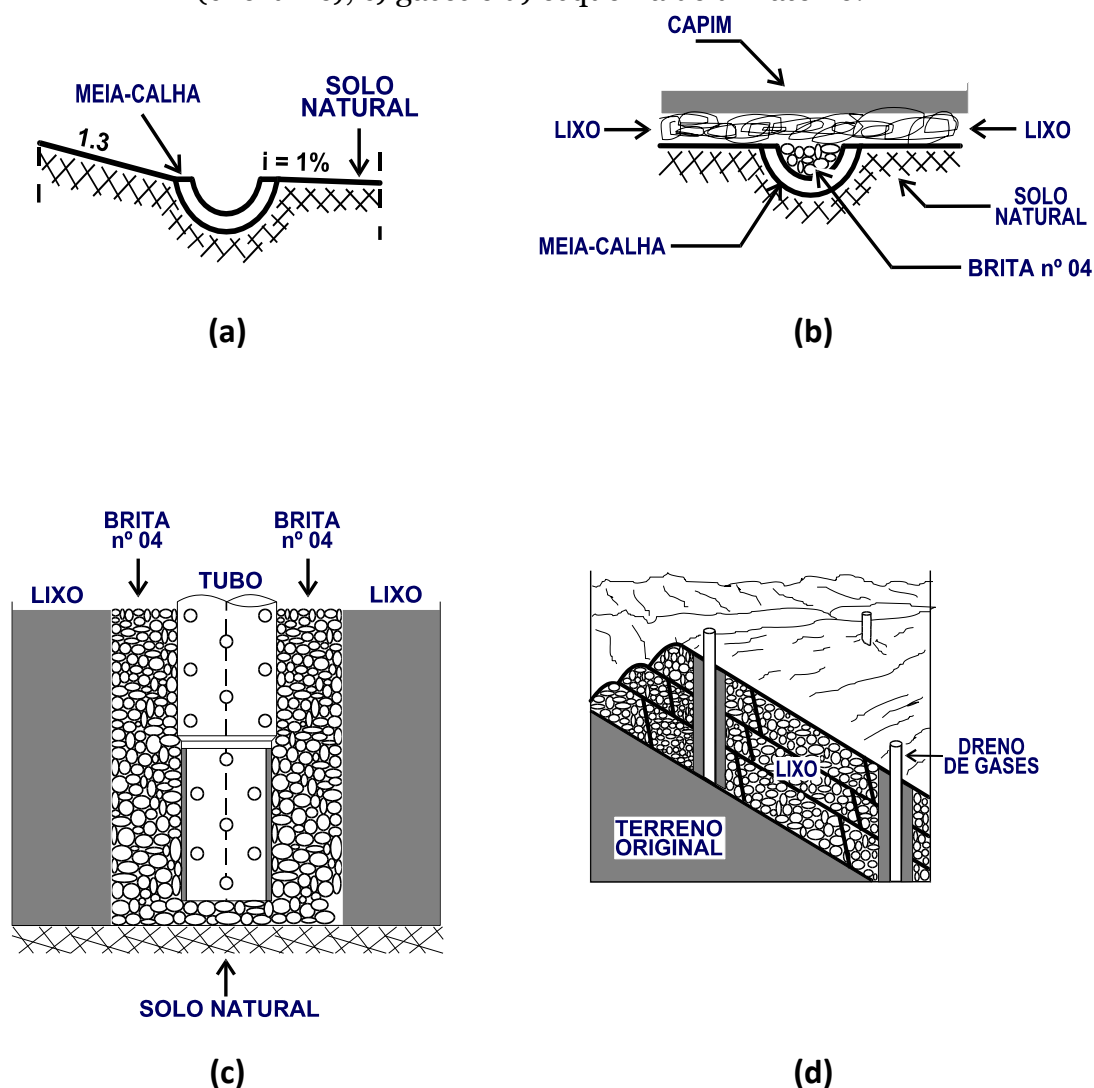 CAPIM
MEIA-CALHA
SOLO
NATURAL
1.3
i = 1%
LIXO
LIXO
SOLO
NATURAL
MEIA-CALHA
BRITA nº 04
(a)
(b)
BRITA
nº 04
BRITA
nº 04
LIXO
TUBO
LIXO
DRENO
DE GASES
LIXO
TERRENO
ORIGINAL
SOLO NATURAL
(c)
(d)